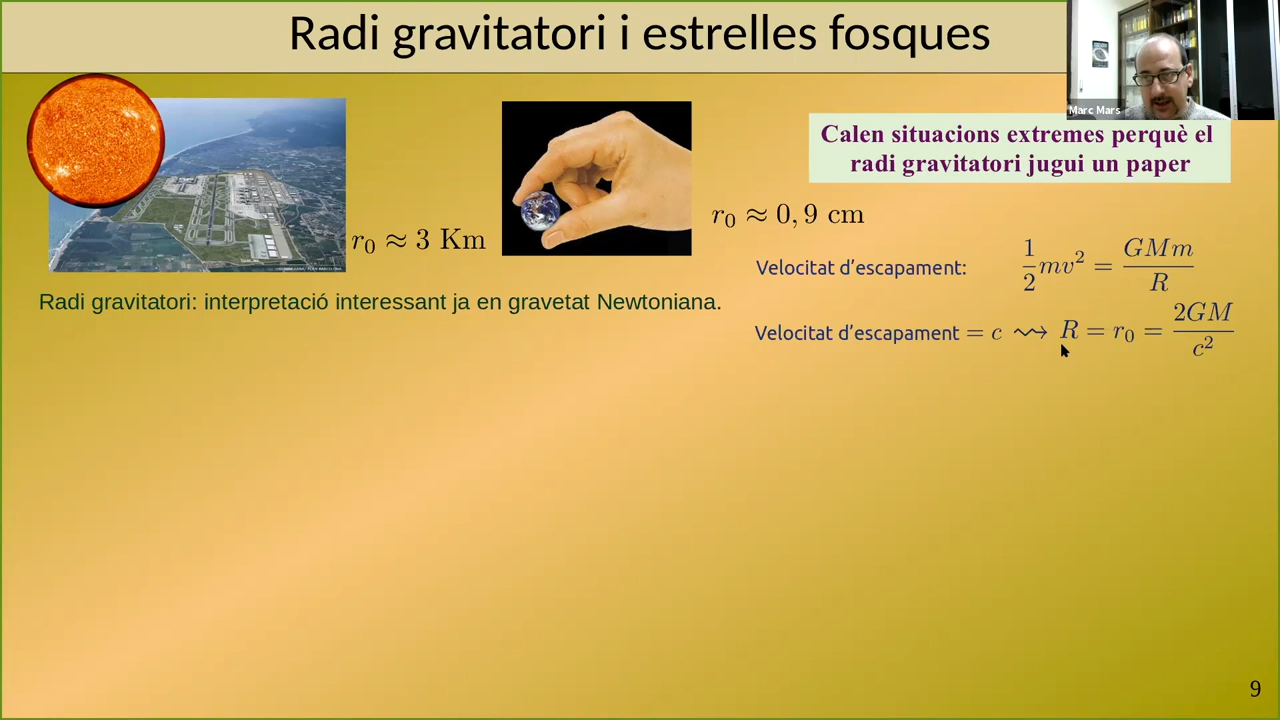 Radi gravitatori i estrelles fosques
Marc Mars
Calen situacions extremes perquè el
radi gravitatori jugui un paper
r₀ ≈ 3 Km
r₀ ≈ 0,9 cm
Velocitat d'escapament: 1/2 mv² = GMm/R
Radi gravitatori: interpretació interessant ja en gravetat Newtoniana.
Velocitat d'escapament = c ⇝ R = r₀ = 2GM/c²
9